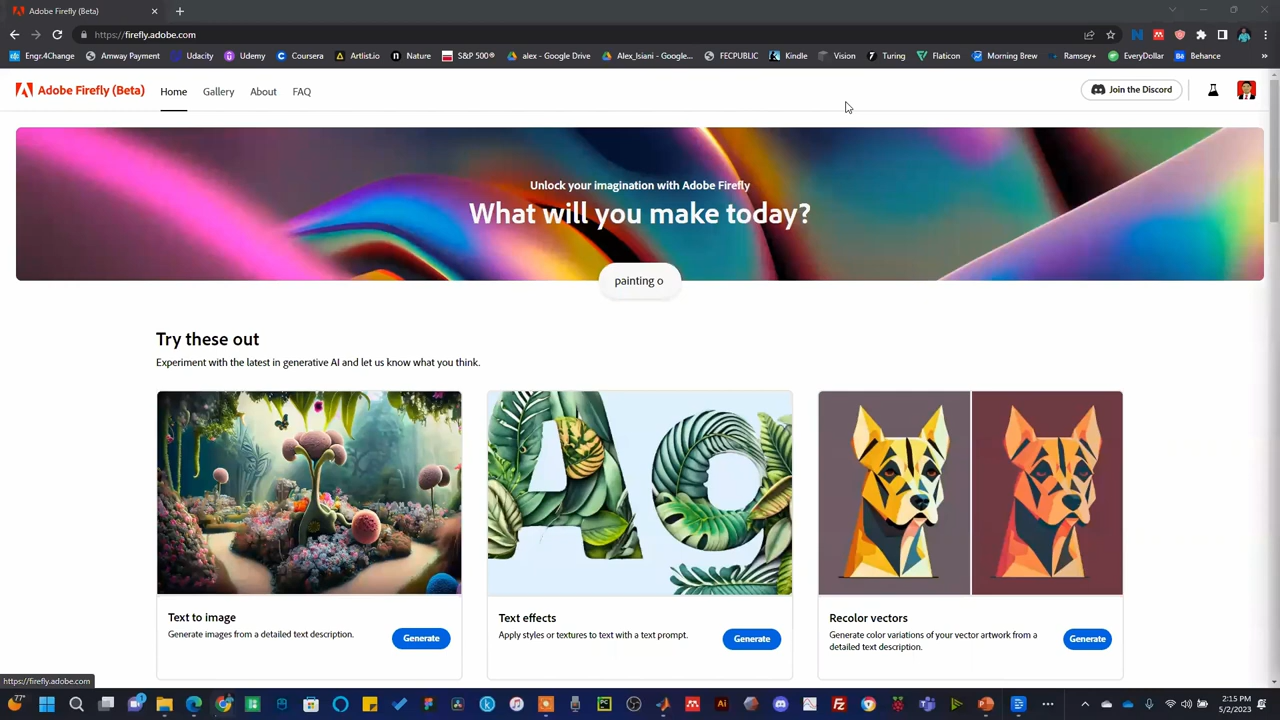 Adobe Firefly (Beta)
https://firefly.adobe.com
Engr.4Change
Amway Payment
Udacity
Udemy
Coursera
Artlist.io
Nature
S&P 500®
alex - Google Drive
Alex_Isiani - Googl...
FECPUBLIC
Kindle
Vision
Turing
Flaticon
Morning Brew
Ramsey+
EveryDollar
Behance
Adobe Firefly (Beta)
Home
Gallery
About
FAQ
Join the Discord
Unlock your imagination with Adobe Firefly
What will you make today?
painting o
Try these out
Experiment with the latest in generative AI and let us know what you think.
Ag
Text to image
Generate images from a detailed text description.
Generate
Text effects
Apply styles or textures to text with a text prompt.
Generate
Recolor vectors
Generate color variations of your vector artwork from a
detailed text description.
Generate
https://firefly.adobe.com
77°
2:15 PM
5/2/2023